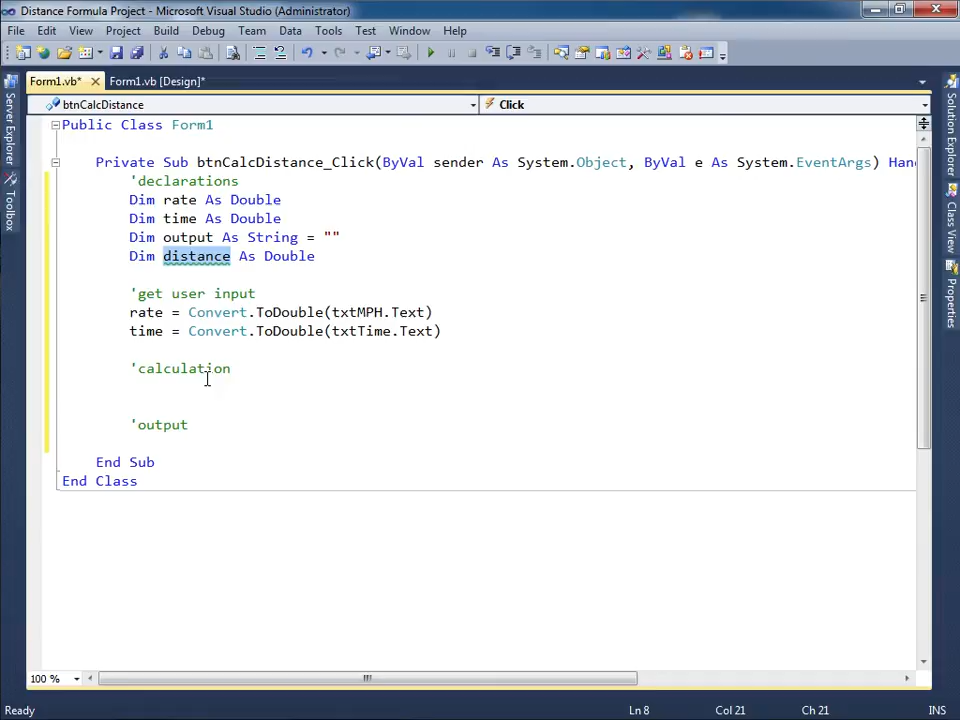 Distance Formula Project - Microsoft Visual Studio (Administrator)
File Edit View Project Build Debug Team Data Tools Test Window Help
Form1.vb* Form1.vb [Design]*
btnCalcDistance Click
Public Class Form1
Private Sub btnCalcDistance_Click(ByVal sender As System.Object, ByVal e As System.EventArgs) Han
'declarations
Dim rate As Double
Dim time As Double
Dim output As String = ""
Dim distance As Double
'get user input
rate = Convert.ToDouble(txtMPH.Text)
time = Convert.ToDouble(txtTime.Text)
'calculation
'output
End Sub
End Class
Server Explorer
Toolbox
Solution Explorer
Class View
Properties
100 %
Ready Ln 8 Col 21 Ch 21 INS